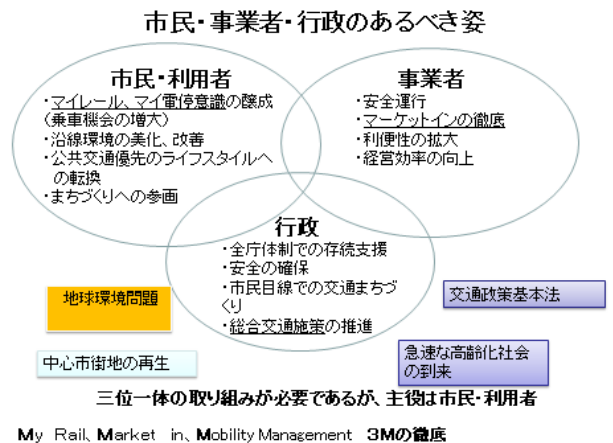 市民・事業者・行政のあるべき姿
市民・利用者
・マイレール、マイ電停意識の醸成
（乗車機会の増大）
・沿線環境の美化、改善
・公共交通優先のライフスタイルへ
の転換
・まちづくりへの参画
事業者
・安全運行
・マーケットインの徹底
・利便性の拡大
・経営効率の向上
行政
・全庁体制での存続支援
・安全の確保
・市民目線での交通まちづ
くり
・総合交通施策の推進
地球環境問題
中心市街地の再生
交通政策基本法
急速な高齢化社会
の到来
三位一体の取り組みが必要であるが、主役は市民・利用者
My Rail、Market in、Mobility Management 3Mの徹底